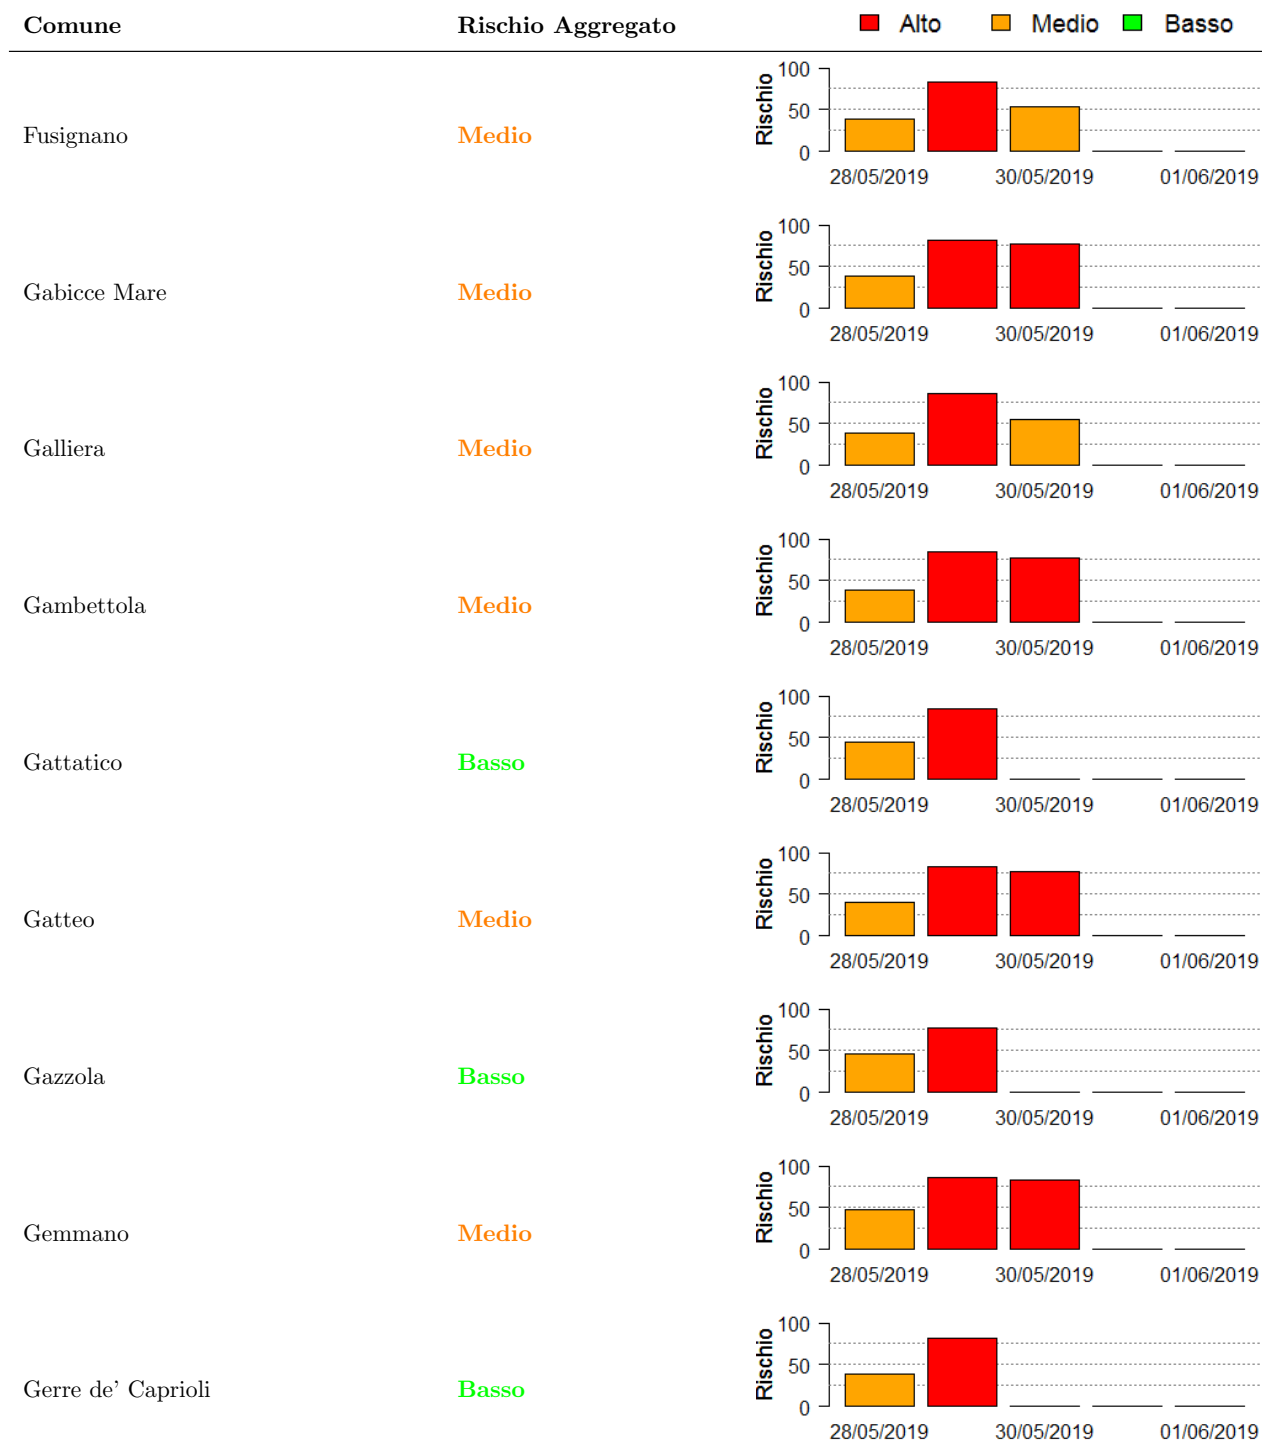 Comune Rischio Aggregato Alto Medio Basso
Fusignano Medio Rischio 100 50 0
28/05/2019 30/05/2019 01/06/2019
Gabicce Mare Medio Rischio 100 50 0
28/05/2019 30/05/2019 01/06/2019
Galliera Medio Rischio 100 50 0
28/05/2019 30/05/2019 01/06/2019
Gambettola Medio Rischio 100 50 0
28/05/2019 30/05/2019 01/06/2019
Gattatico Basso Rischio 100 50 0
28/05/2019 30/05/2019 01/06/2019
Gatteo Medio Rischio 100 50 0
28/05/2019 30/05/2019 01/06/2019
Gazzola Basso Rischio 100 50 0
28/05/2019 30/05/2019 01/06/2019
Gemmano Medio Rischio 100 50 0
28/05/2019 30/05/2019 01/06/2019
Gerre de' Caprioli Basso Rischio 100 50 0
28/05/2019 30/05/2019 01/06/2019